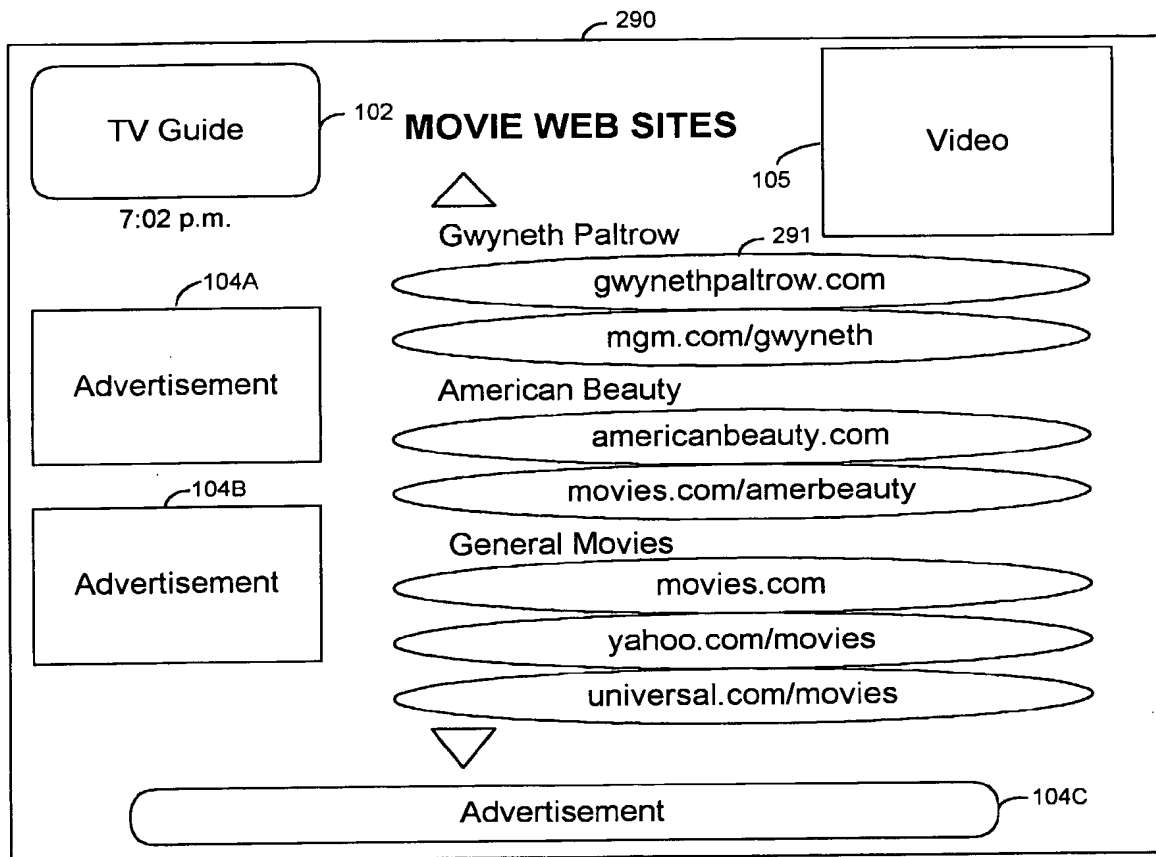 290
TV Guide
102
MOVIE WEB SITES
Video
105
7:02 p.m.
Gwyneth Paltrow
291
gwynethpaltrow.com
mgm.com/gwyneth
104A
Advertisement
American Beauty
americanbeauty.com
movies.com/amerbeauty
104B
Advertisement
General Movies
movies.com
yahoo.com/movies
universal.com/movies
Advertisement
104C